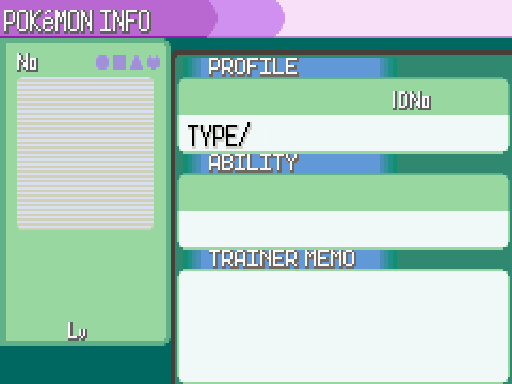 POKéMON INFO
No
PROFILE
IDNo
TYPE/
ABILITY
TRAINER MEMO
Lv